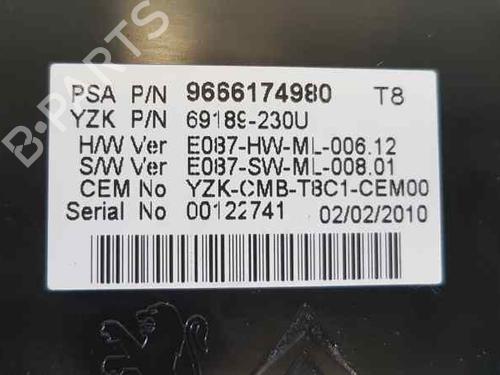 PSA P/N 9666174980 T8
YZK P/N 69189-230U
H/W Ver E087-HW-ML-006.12
S/W Ver E087-SW-ML-008.01
CEM No YZK-CMB-T8C1-CEM00
Serial No 00122741 02/02/2010
B-PARTS